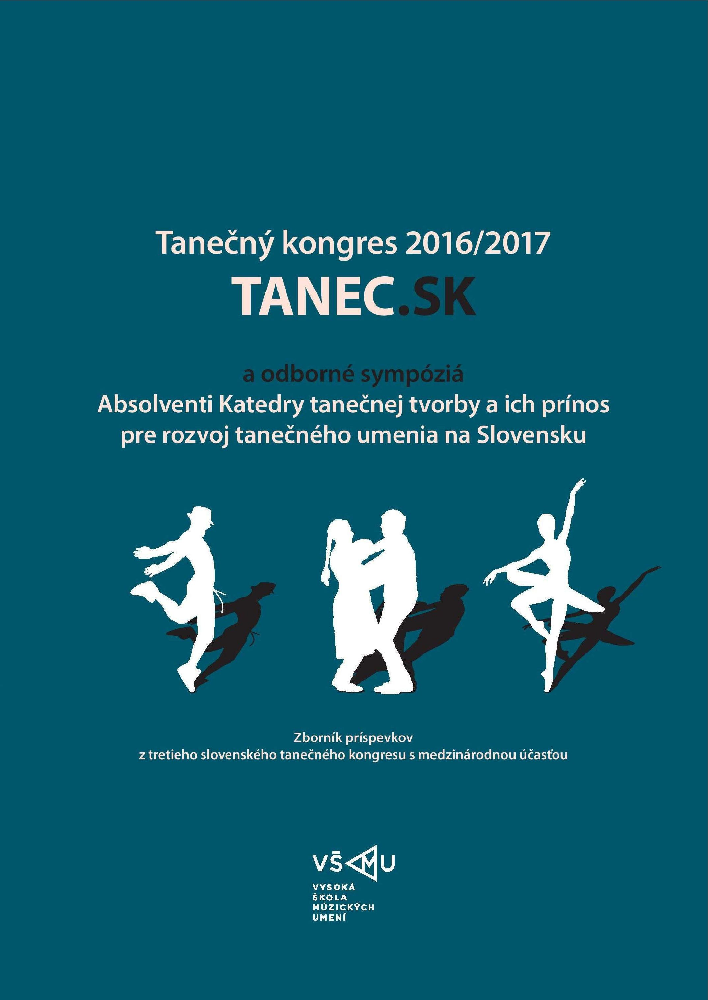 Tanečný kongres 2016/2017
TANEC.SK
a odborné sympóziá
Absolventi Katedry tanečnej tvorby a ich prínos
pre rozvoj tanečného umenia na Slovensku
Zborník príspevkov
z tretieho slovenského tanečného kongresu s medzinárodnou účasťou
VŠMU
VYSOKÁ
ŠKOLA
MÚZICKÝCH
UMENÍ